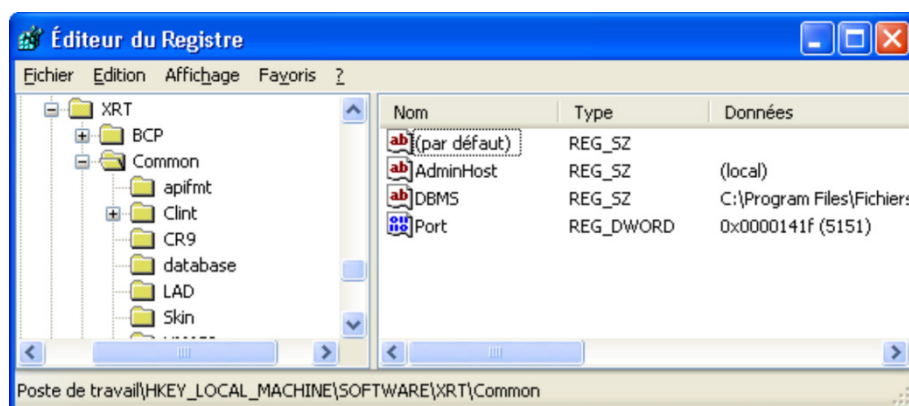 Éditeur du Registre
Fichier Edition Affichage Favoris ?
XRT
BCP
Common
apifmt
Clint
CR9
database
LAD
Skin
Nom Type Données
(par défaut) REG_SZ
AdminHost REG_SZ (local)
DBMS REG_SZ C:\Program Files\Fichiers
Port REG_DWORD 0x0000141f (5151)
Poste de travail\HKEY_LOCAL_MACHINE\SOFTWARE\XRT\Common